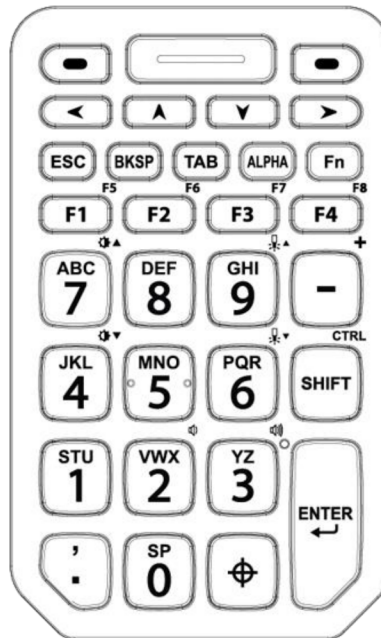 ESC BKSP TAB ALPHA Fn
F5 F6 F7 F8
F1 F2 F3 F4
+
ABC DEF GHI
7 8 9 -
CTRL
JKL MNO PQR
4 5 6 SHIFT
STU VWX YZ
1 2 3
ENTER
, SP
. 0